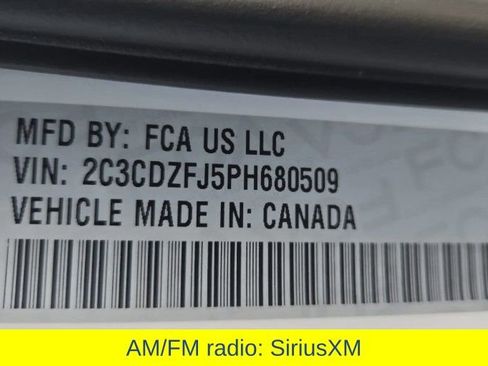 MFD BY: FCA US LLC
VIN: 2C3CDZFJ5PH680509
VEHICLE MADE IN: CANADA
AM/FM radio: SiriusXM